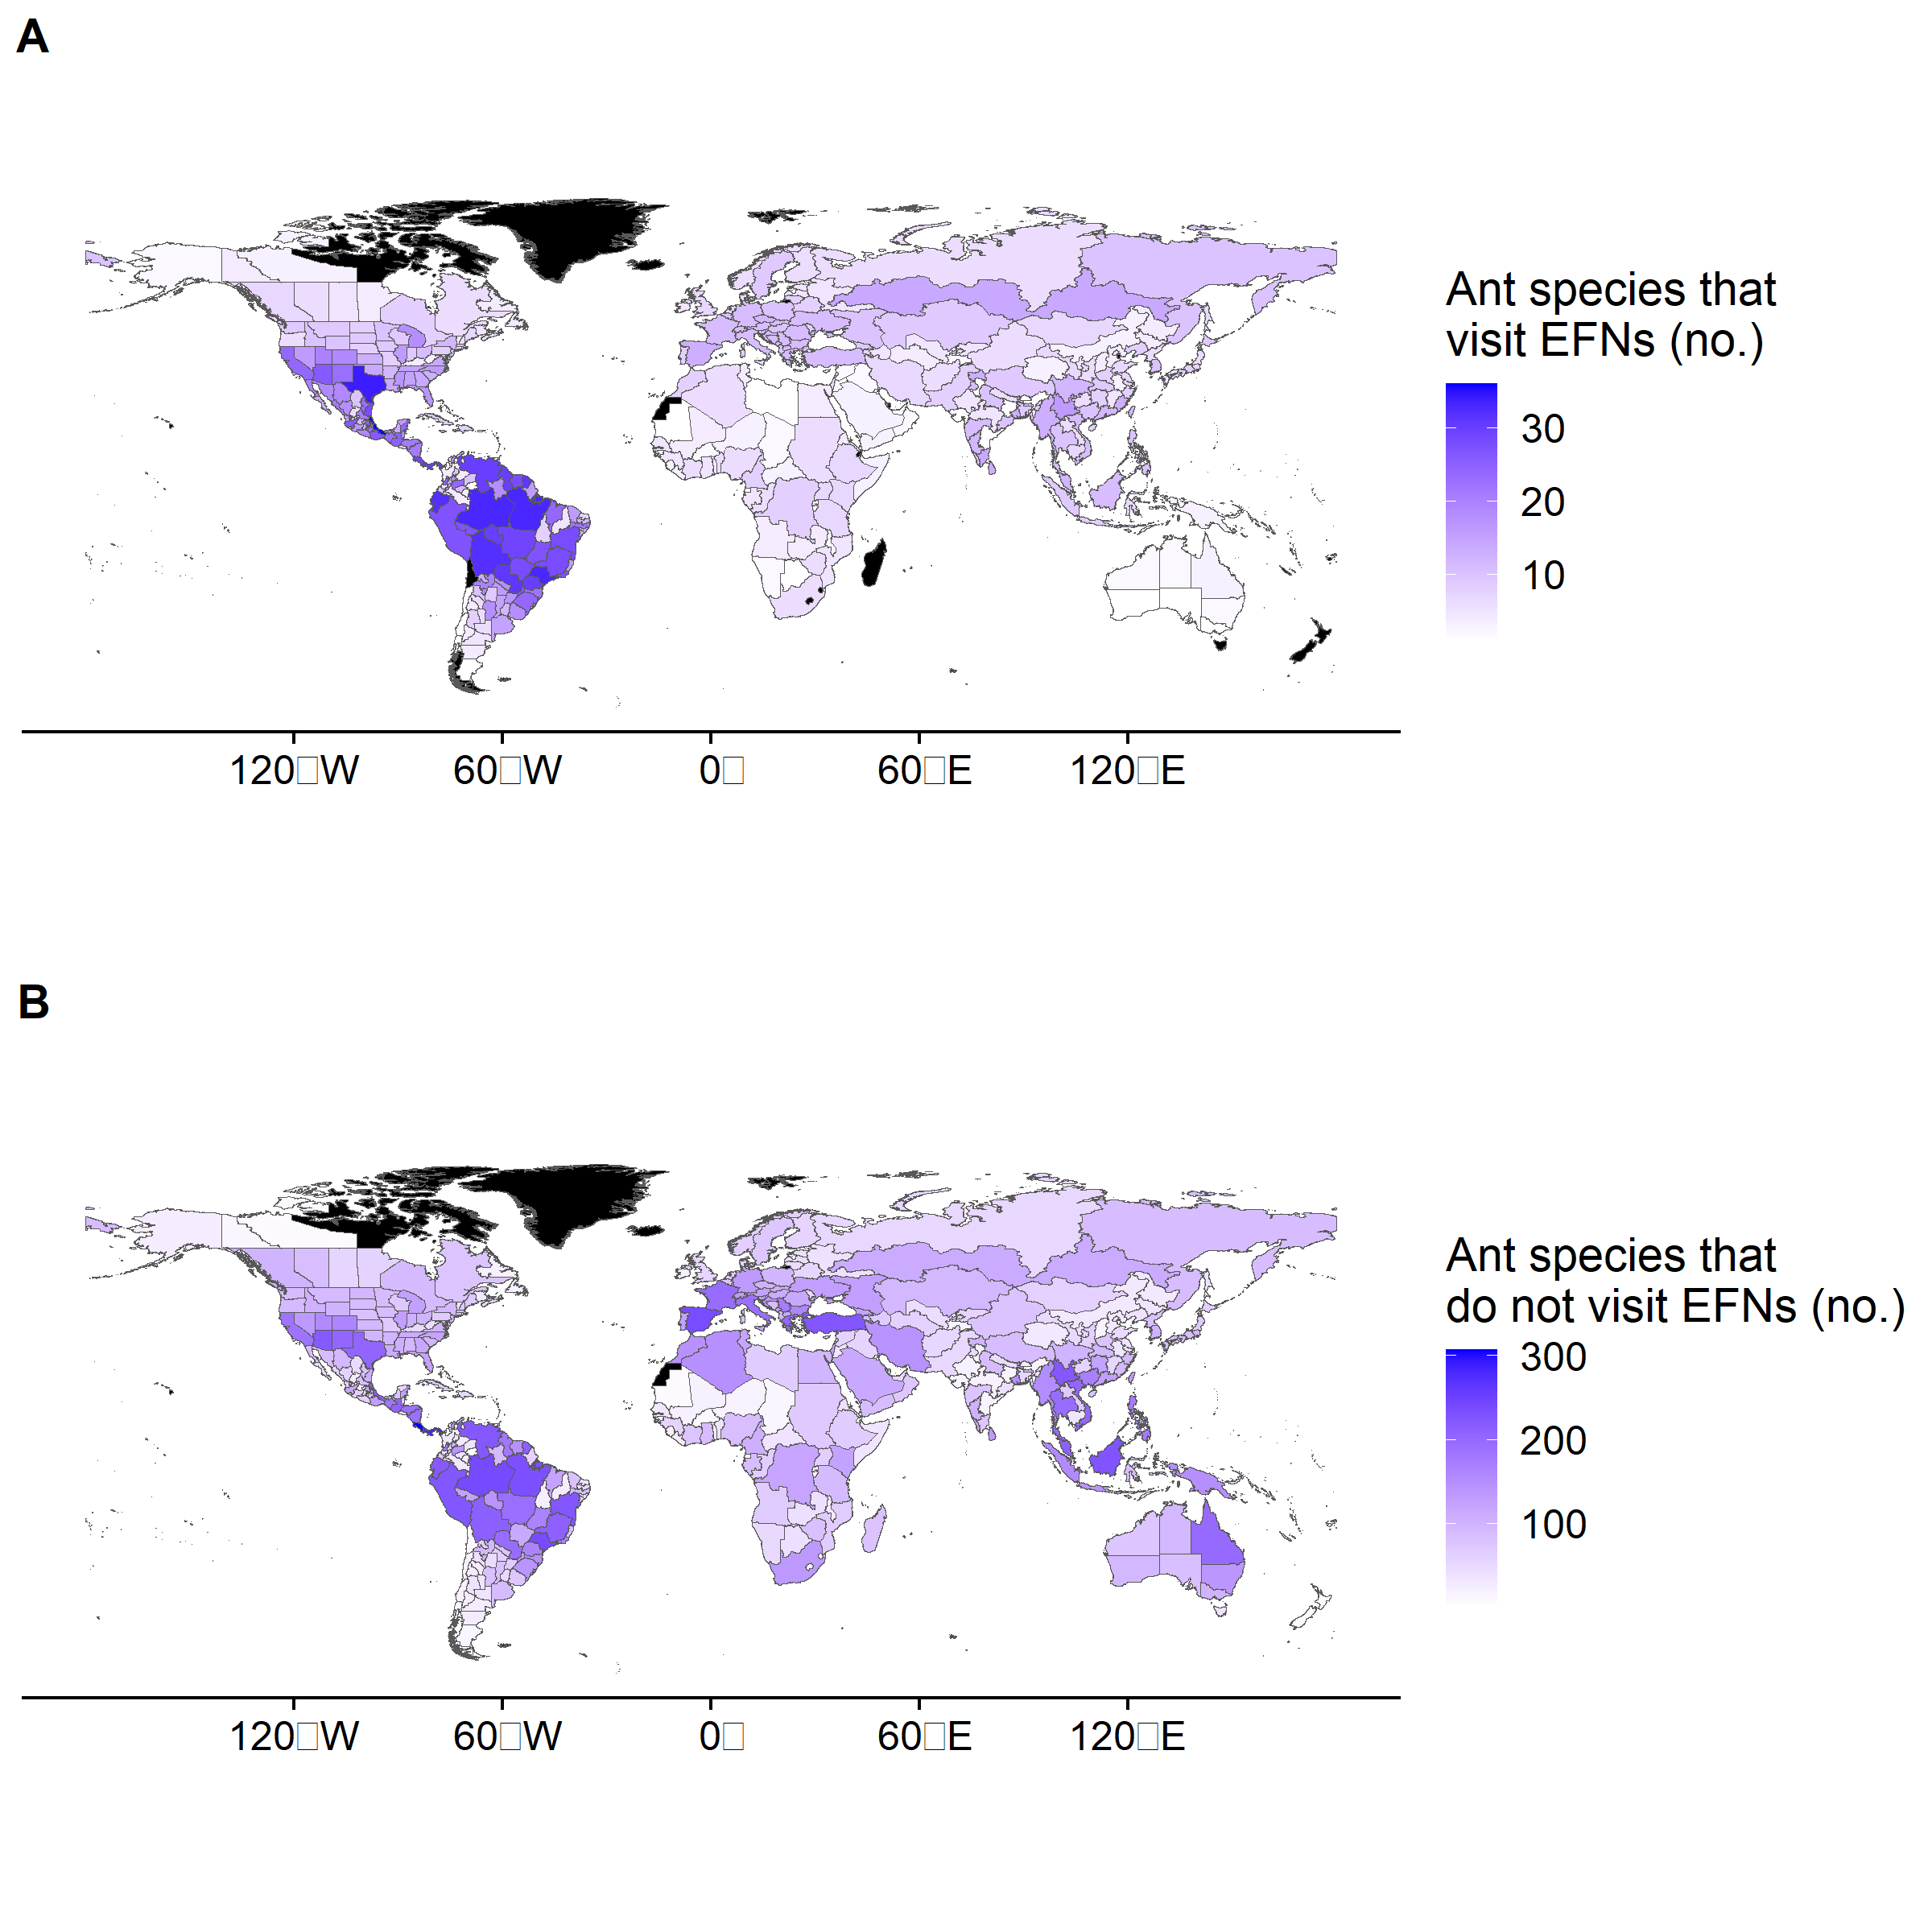 A
Ant species that
visit EFNs (no.)
30
20
10
120□W 60□W 0□ 60□E 120□E
B
Ant species that
do not visit EFNs (no.)
300
200
100
120□W 60□W 0□ 60□E 120□E